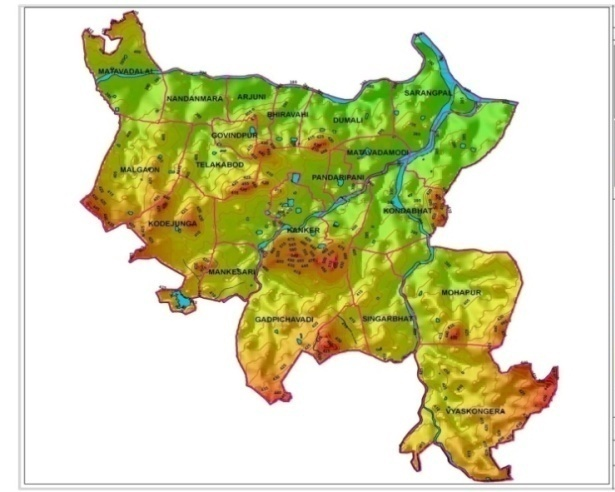 MATAVADALAL
SARANGPAL
NANDANMARA
ARJUNI
BHIRAVAHI
DUMALI
GOVINDPUR
MATAVADAMODI
TELAKABOD
MALGAON
PANDARIPANI
KONDABHAT
KODEJUNGA
KANKER
MANKESARI
MOHAPUR
GADPICHAVADI
SINGARBHAT
VYASKONGERA